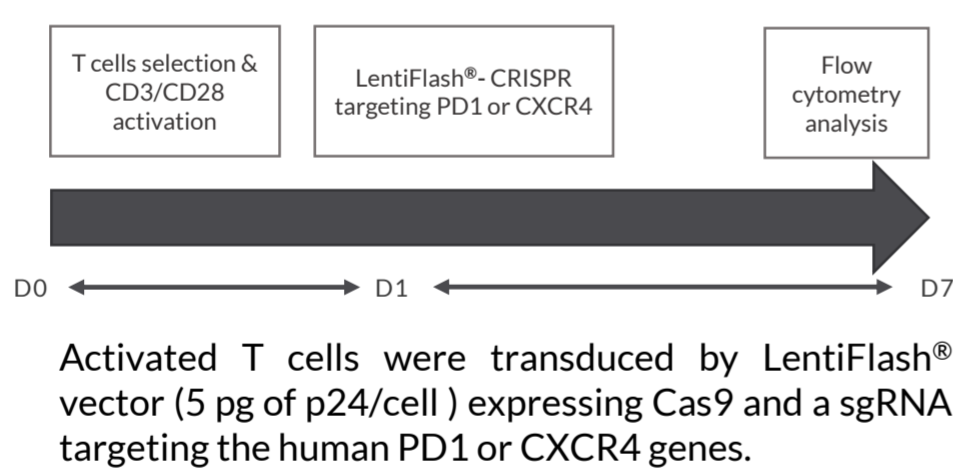 T cells selection &
CD3/CD28
activation
LentiFlash®- CRISPR
targeting PD1 or CXCR4
Flow
cytometry
analysis
D0
D1
D7
Activated T cells were transduced by LentiFlash®
vector (5 pg of p24/cell ) expressing Cas9 and a sgRNA
targeting the human PD1 or CXCR4 genes.